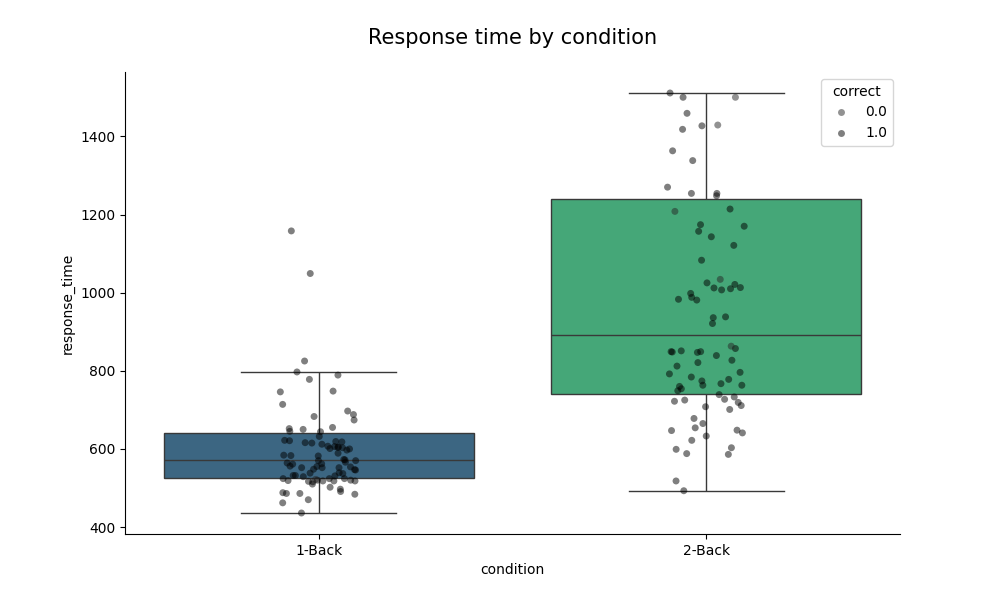 Response time by condition
correct
0.0
1.0
response_time
1400
1200
1000
800
600
400
1-Back
2-Back
condition